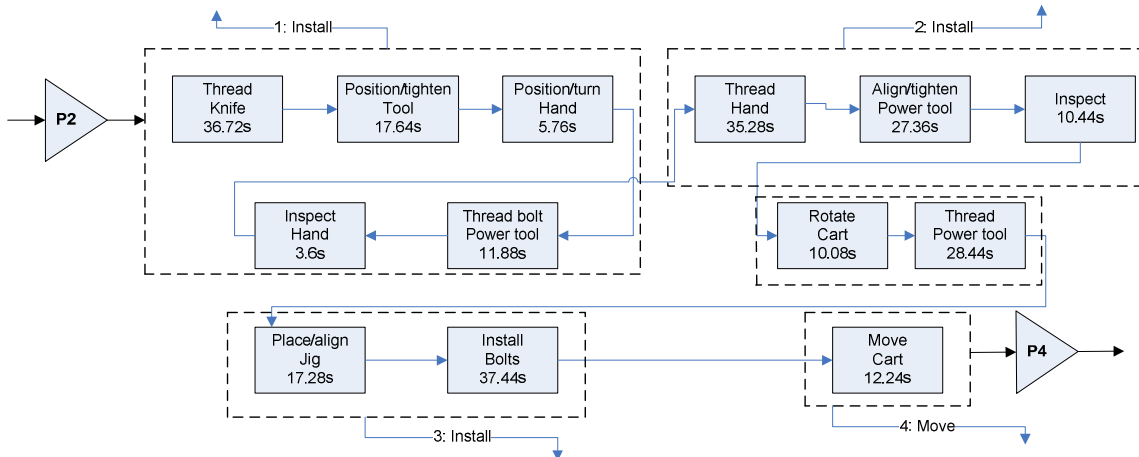 1: Install
2: Install
P2
Thread
Knife
36.72s
Position/tighten
Tool
17.64s
Position/turn
Hand
5.76s
Thread
Hand
35.28s
Align/tighten
Power tool
27.36s
Inspect
10.44s
Inspect
Hand
3.6s
Thread bolt
Power tool
11.88s
Rotate
Cart
10.08s
Thread
Power tool
28.44s
Place/align
Jig
17.28s
Install
Bolts
37.44s
Move
Cart
12.24s
P4
3: Install
4: Move